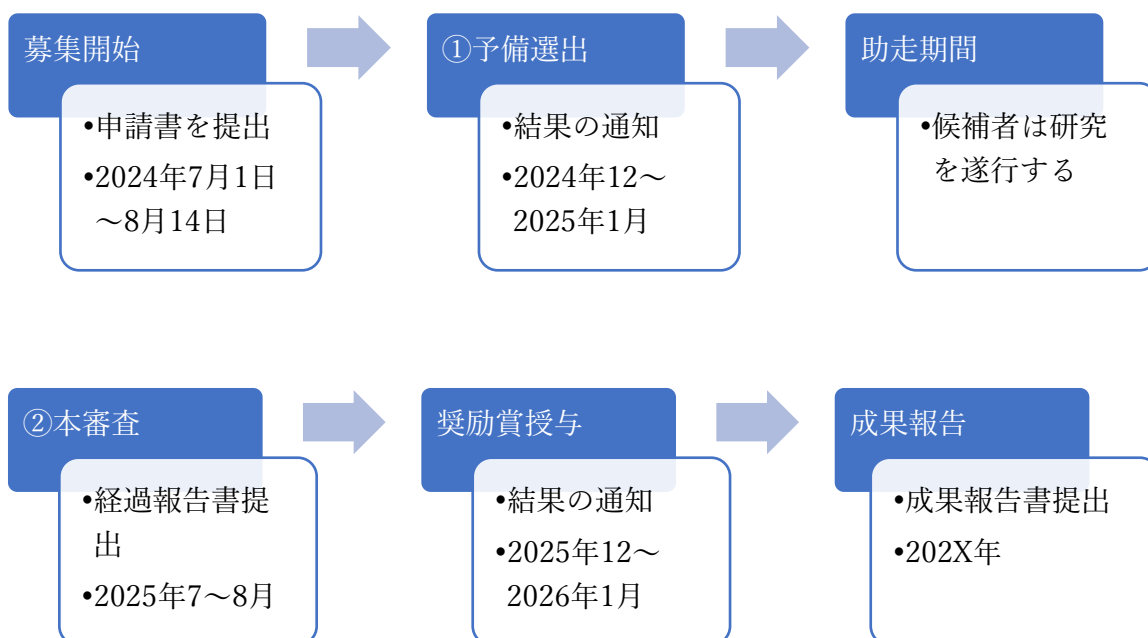 募集開始
•申請書を提出
•2024年7月1日
～8月14日
①予備選出
•結果の通知
•2024年12～
2025年1月
助走期間
•候補者は研究
を遂行する
②本審査
•経過報告書提
出
•2025年7～8月
奨励賞授与
•結果の通知
•2025年12～
2026年1月
成果報告
•成果報告書提出
•202X年